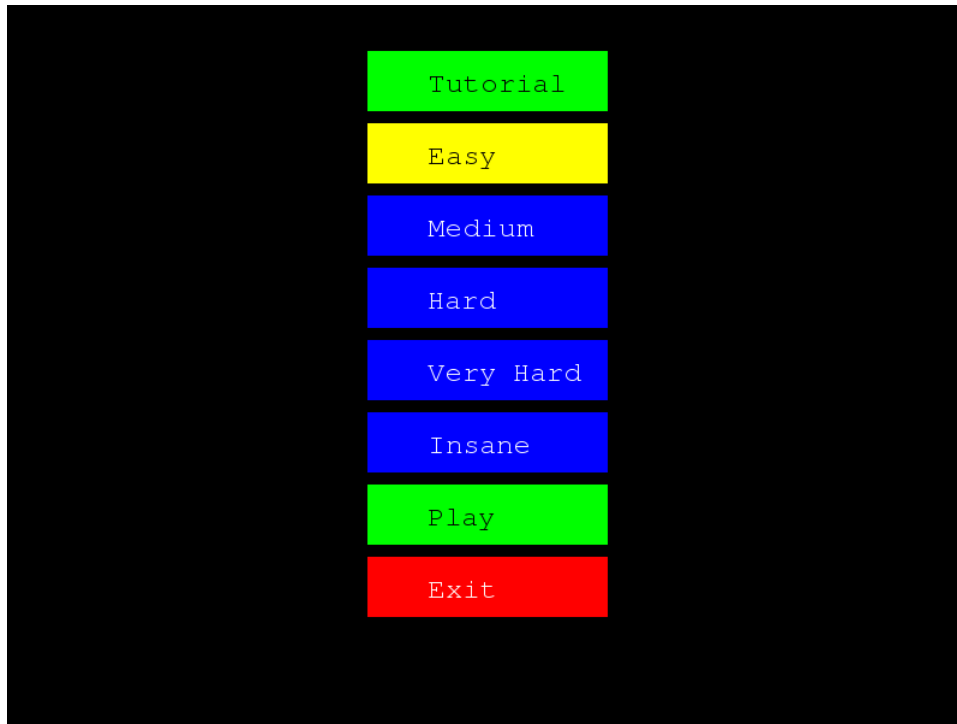 Tutorial
Easy
Medium
Hard
Very Hard
Insane
Play
Exit